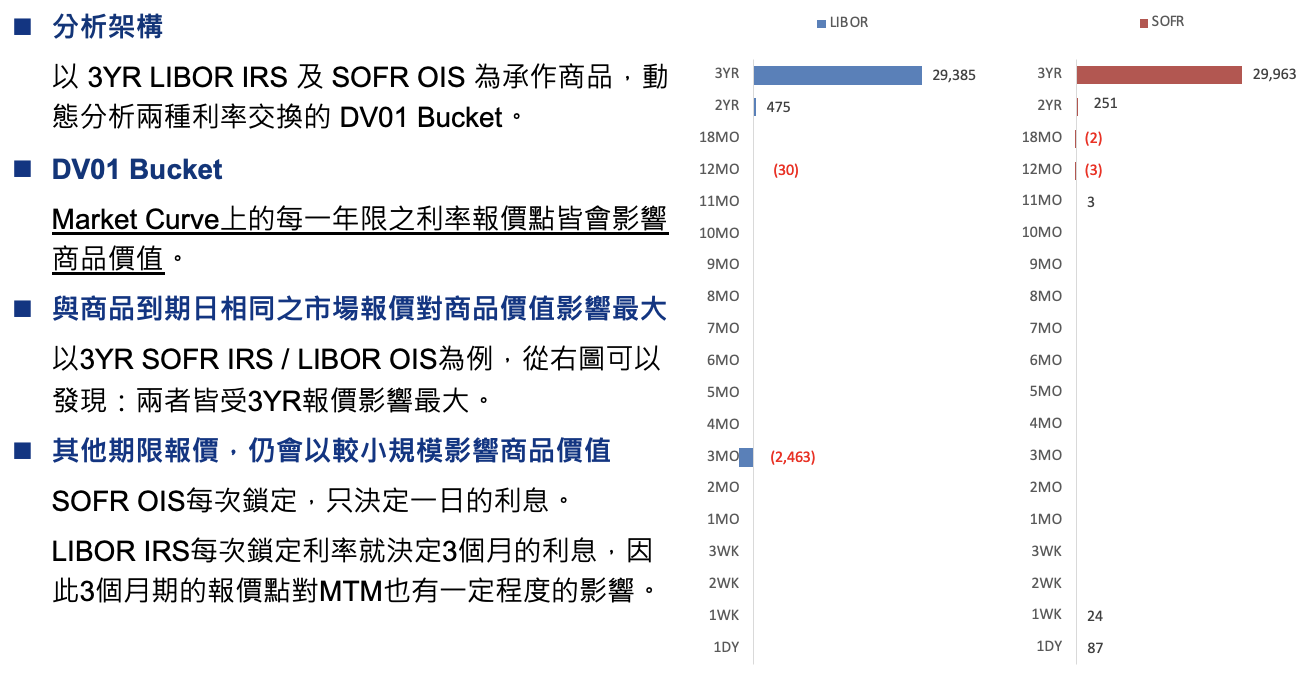 分析架構
以 3YR LIBOR IRS 及 SOFR OIS 為承作商品，動
態分析兩種利率交換的 DV01 Bucket。
DV01 Bucket
Market Curve上的每一年限之利率報價點皆會影響
商品價值。
與商品到期日相同之市場報價對商品價值影響最大
以3YR SOFR IRS / LIBOR OIS為例，從右圖可以
發現：兩者皆受3YR報價影響最大。
其他期限報價，仍會以較小規模影響商品價值
SOFR OIS每次鎖定，只決定一日的利息。
LIBOR IRS每次鎖定利率就決定3個月的利息，因
此3個月期的報價點對MTM也有一定程度的影響。
LIBOR
3YR 29,385
2YR 475
18MO
12MO (30)
11MO
10MO
9MO
8MO
7MO
6MO
5MO
4MO
3MO (2,463)
2MO
1MO
3WK
2WK
1WK
1DY
SOFR
3YR 29,963
2YR 251
18MO (2)
12MO (3)
11MO 3
10MO
9MO
8MO
7MO
6MO
5MO
4MO
3MO
2MO
1MO
3WK
2WK
1WK 24
1DY 87